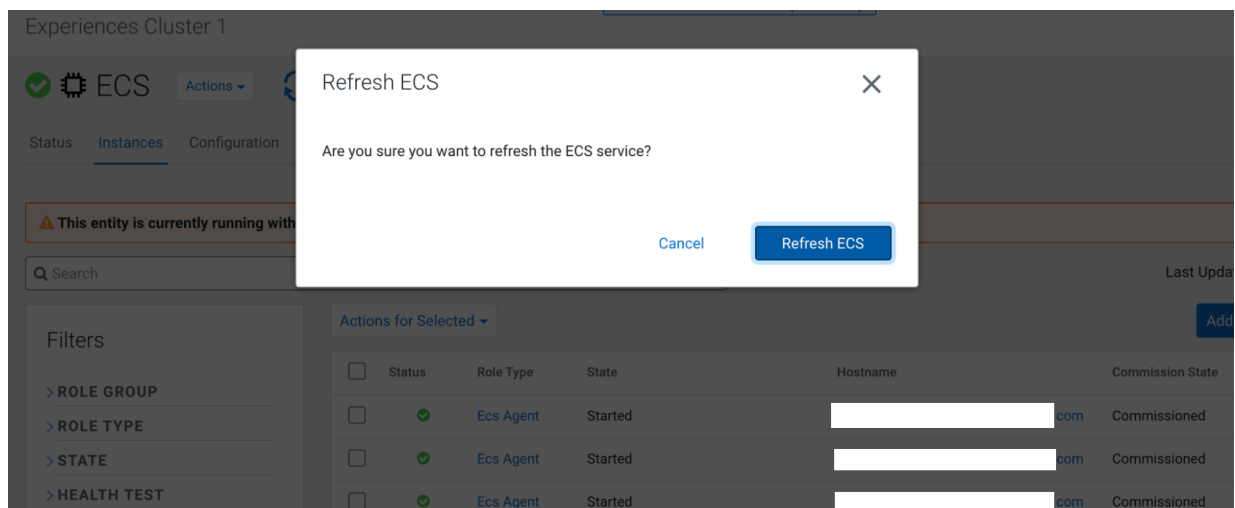 Experiences Cluster 1
ECS Actions
Refresh ECS
Are you sure you want to refresh the ECS service?
Cancel Refresh ECS
Status Instances Configuration
This entity is currently running with
Search
Last Upda
Filters
Actions for Selected
Add
Status Role Type State Hostname Commission State
ROLE GROUP
Ecs Agent Started com Commissioned
ROLE TYPE
Ecs Agent Started com Commissioned
STATE
Ecs Agent Started com Commissioned
HEALTH TEST